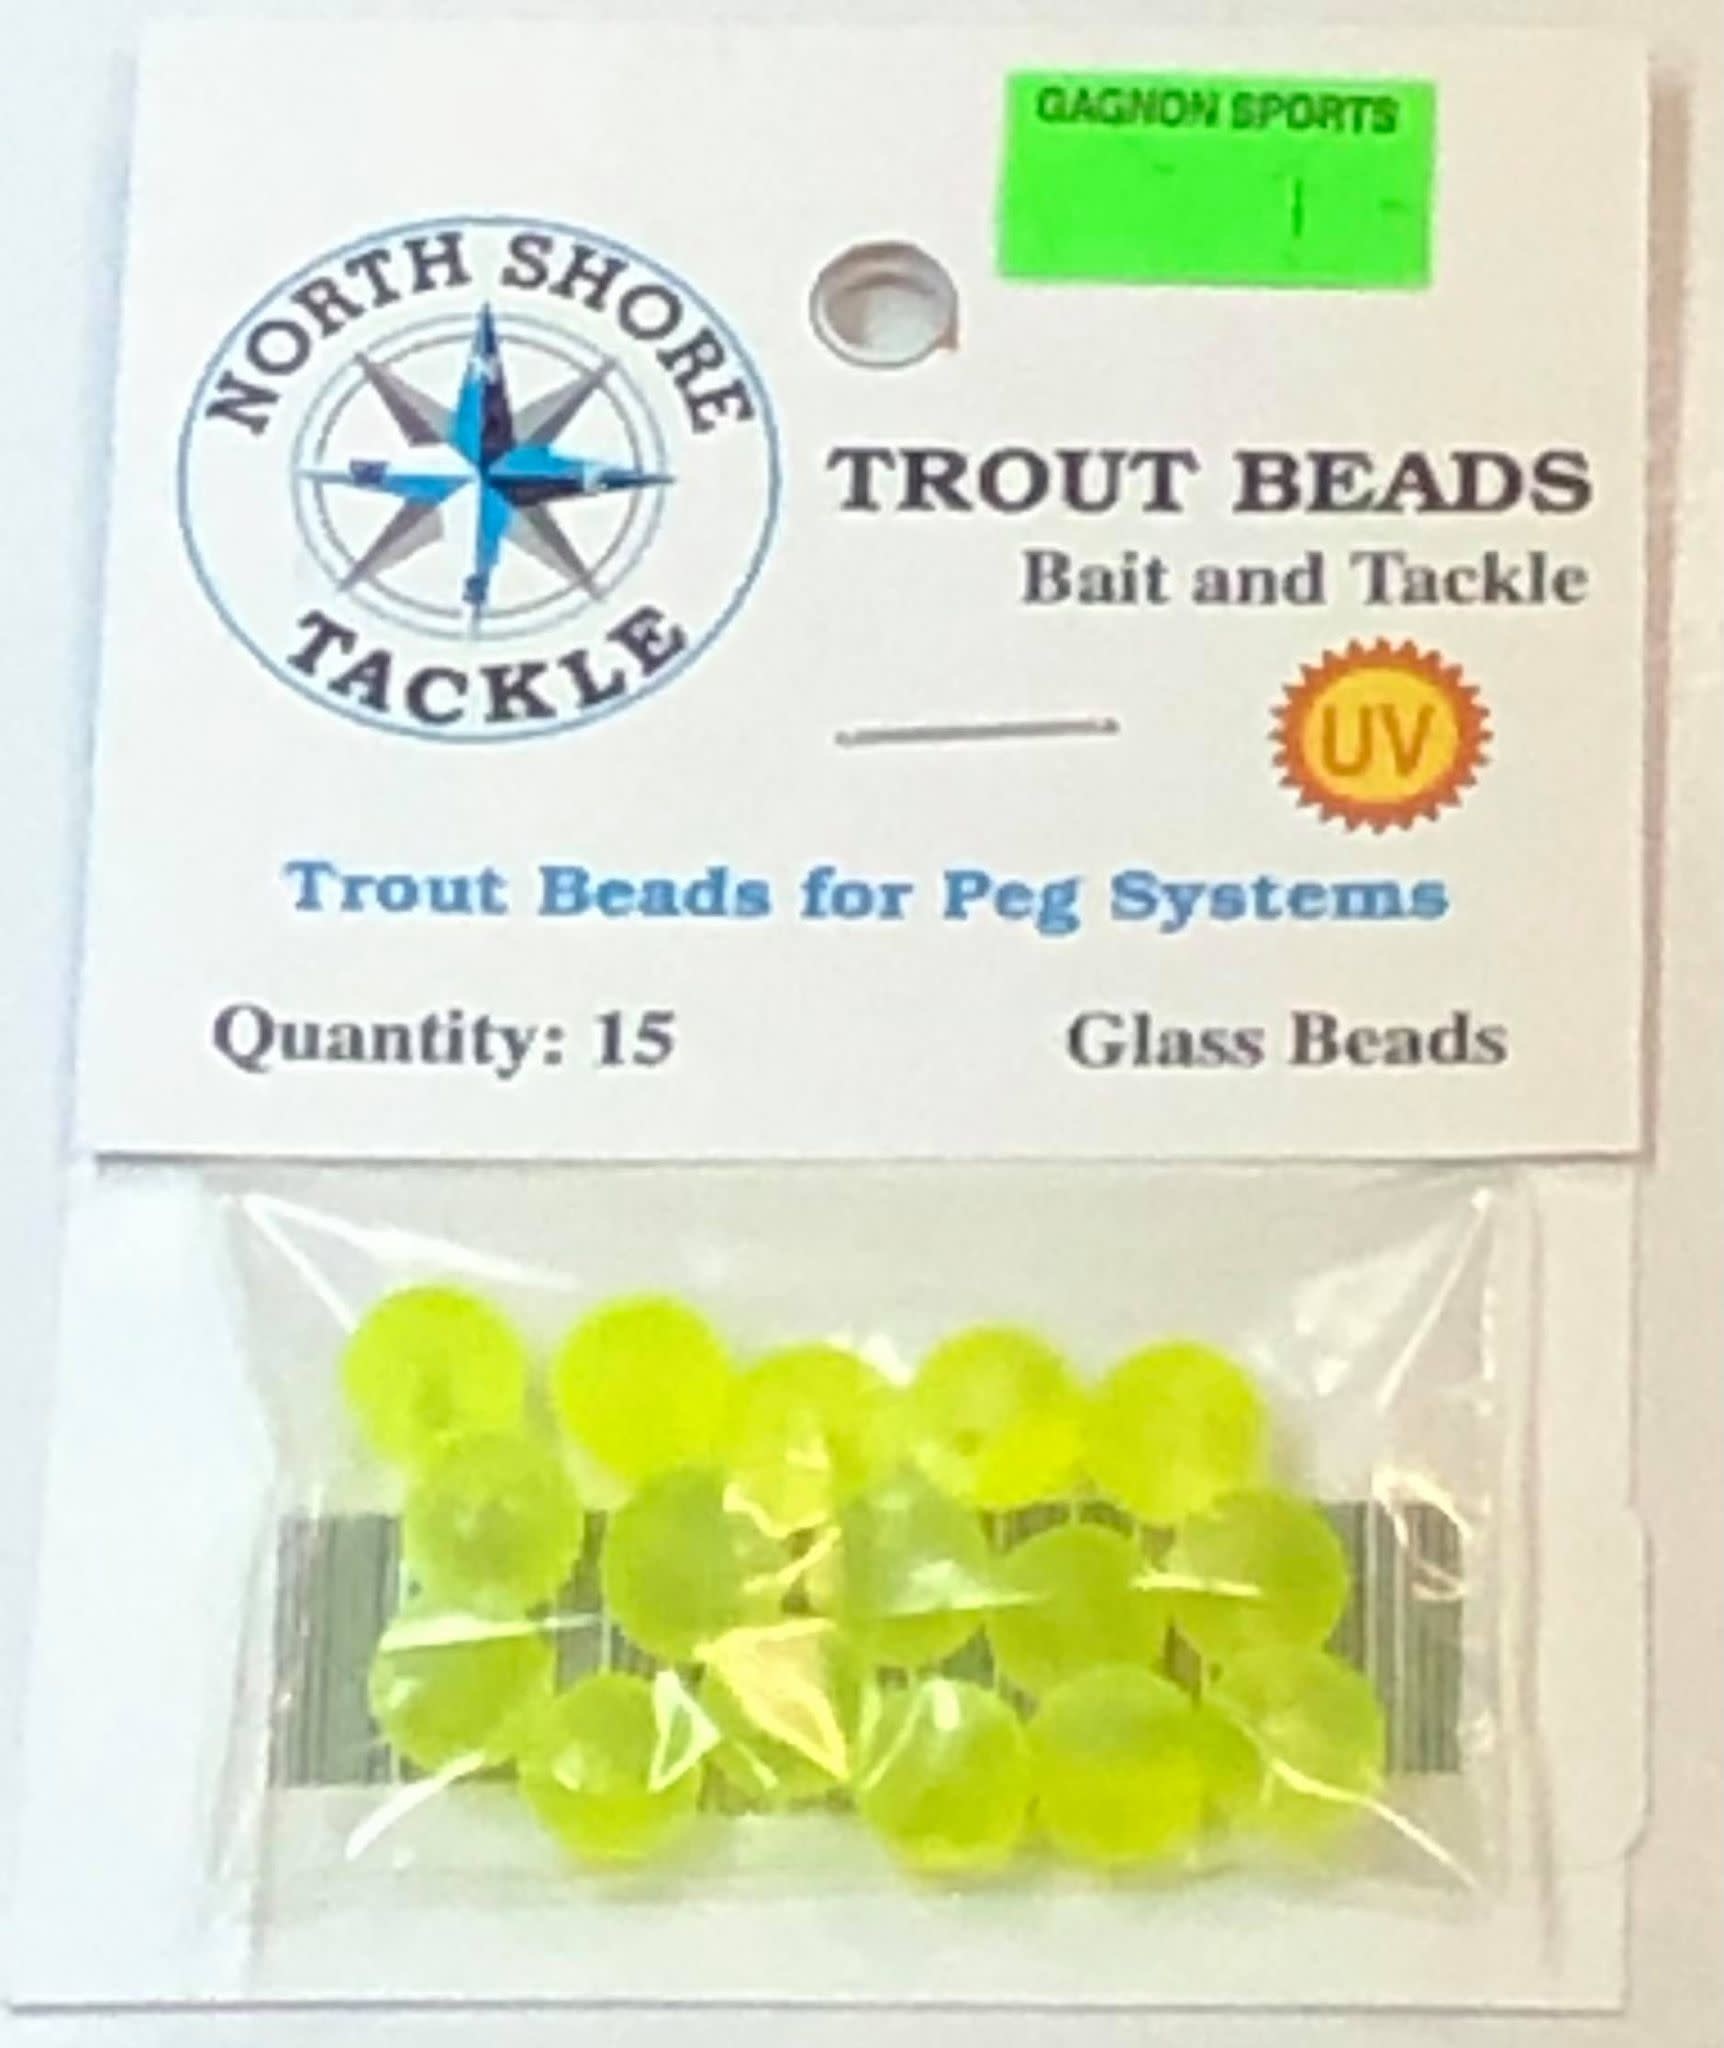 GAGNON SPORTS
NORTH SHORE
TACKLE
TROUT BEADS
Bait and Tackle
UV
Trout Beads for Peg Systems
Quantity: 15
Glass Beads